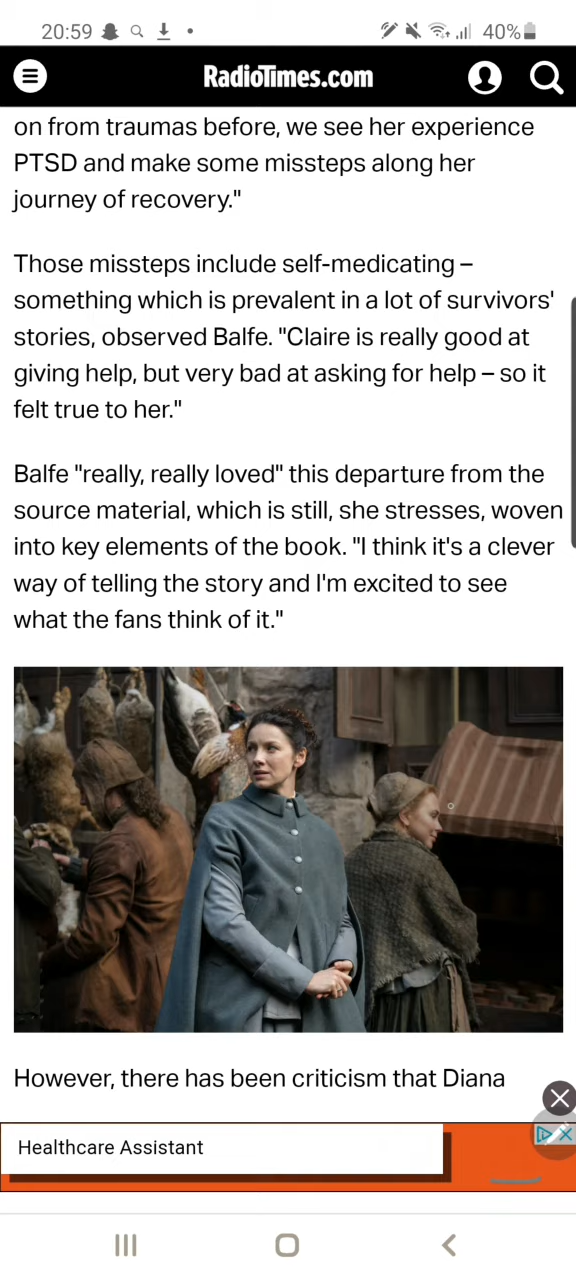 20:59
40%
RadioTimes.com
on from traumas before, we see her experience
PTSD and make some missteps along her
journey of recovery."
Those missteps include self-medicating –
something which is prevalent in a lot of survivors'
stories, observed Balfe. "Claire is really good at
giving help, but very bad at asking for help – so it
felt true to her."
Balfe "really, really loved" this departure from the
source material, which is still, she stresses, woven
into key elements of the book. "I think it's a clever
way of telling the story and I'm excited to see
what the fans think of it."
However, there has been criticism that Diana
Healthcare Assistant